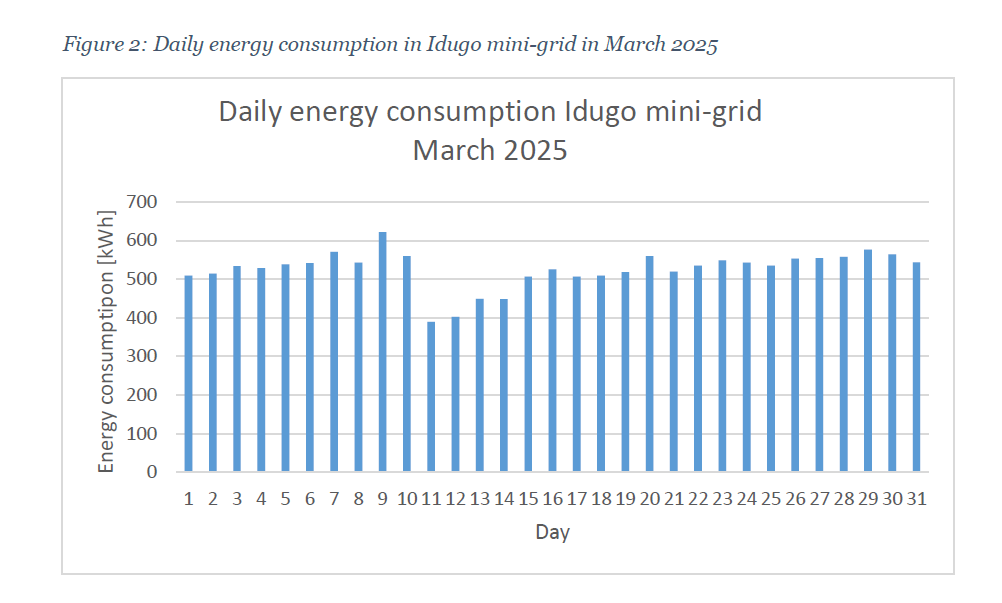 Figure 2: Daily energy consumption in Idugo mini-grid in March 2025
Daily energy consumption Idugo mini-grid
March 2025
Energy consumptipon [kWh]
700
600
500
400
300
200
100
0
1 2 3 4 5 6 7 8 9 10 11 12 13 14 15 16 17 18 19 20 21 22 23 24 25 26 27 28 29 30 31
Day